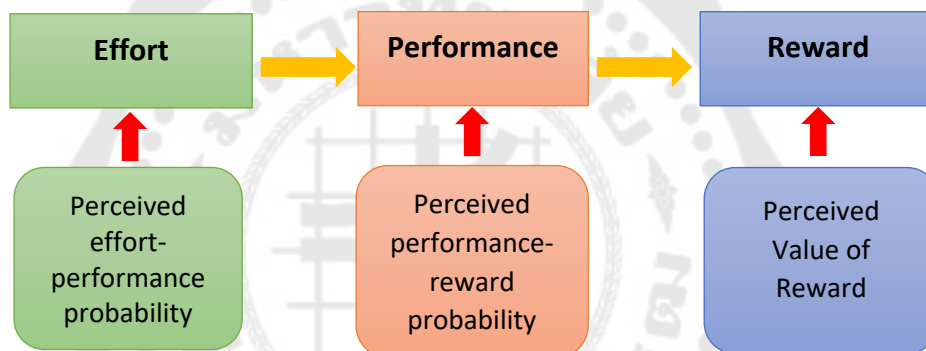 Effort
Performance
Reward
Perceived
effort-
performance
probability
Perceived
performance-
reward
probability
Perceived
Value of
Reward